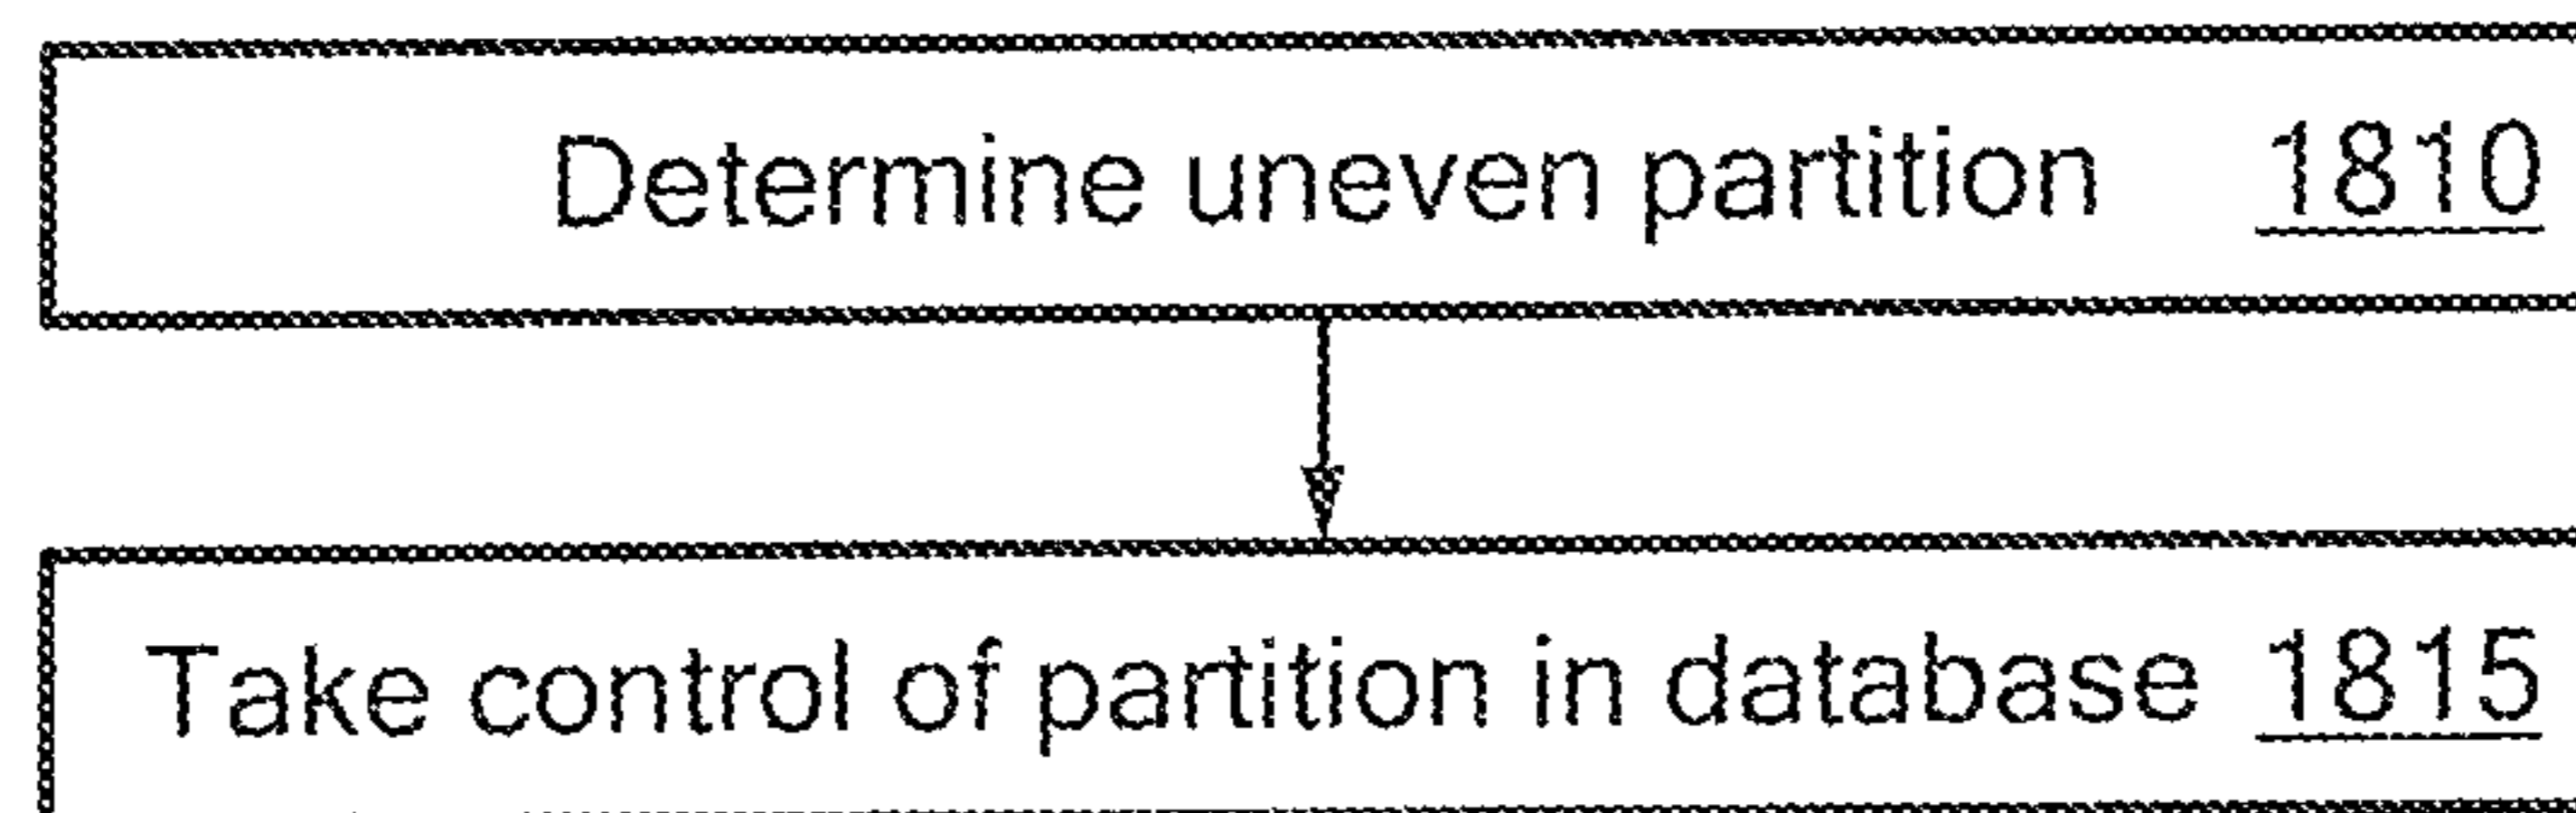 Determine uneven partition 1810
Take control of partition in database 1815